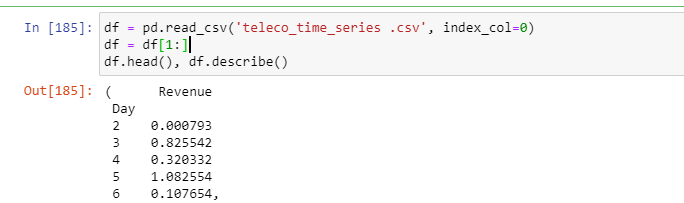 In [185]: df = pd.read_csv('teleco_time_series .csv', index_col=0)
df = df[1:]
df.head(), df.describe()
Out[185]: ( Revenue
Day
2 0.000793
3 0.825542
4 0.320332
5 1.082554
6 0.107654,